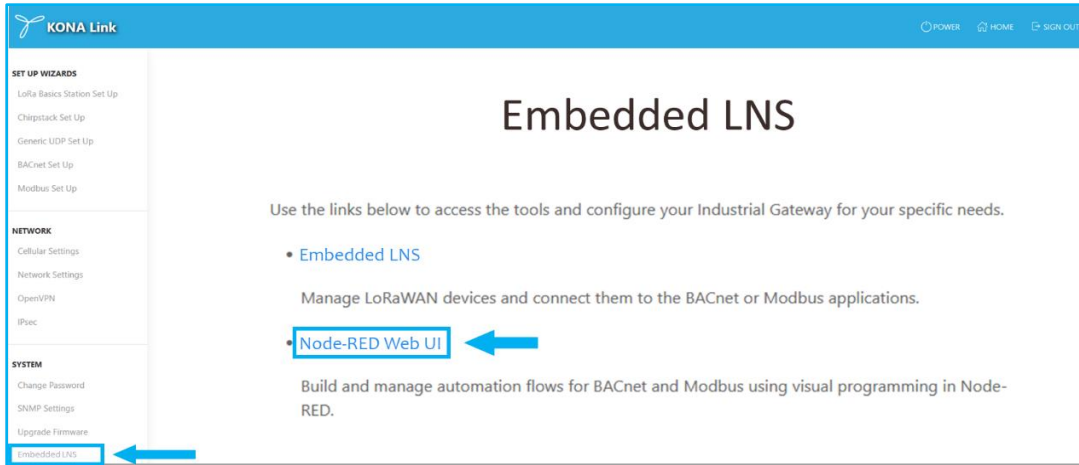 KONA Link
POWER HOME SIGN OUT
SET UP WIZARDS
LoRa Basics Station Set Up
Chirpstack Set Up
Generic UDP Set Up
BACnet Set Up
Modbus Set Up
NETWORK
Cellular Settings
Network Settings
OpenVPN
IPsec
SYSTEM
Change Password
SNMP Settings
Upgrade Firmware
Embedded LNS
Embedded LNS
Use the links below to access the tools and configure your Industrial Gateway for your specific needs.
• Embedded LNS
Manage LoRaWAN devices and connect them to the BACnet or Modbus applications.
• Node-RED Web UI
Build and manage automation flows for BACnet and Modbus using visual programming in Node-
RED.